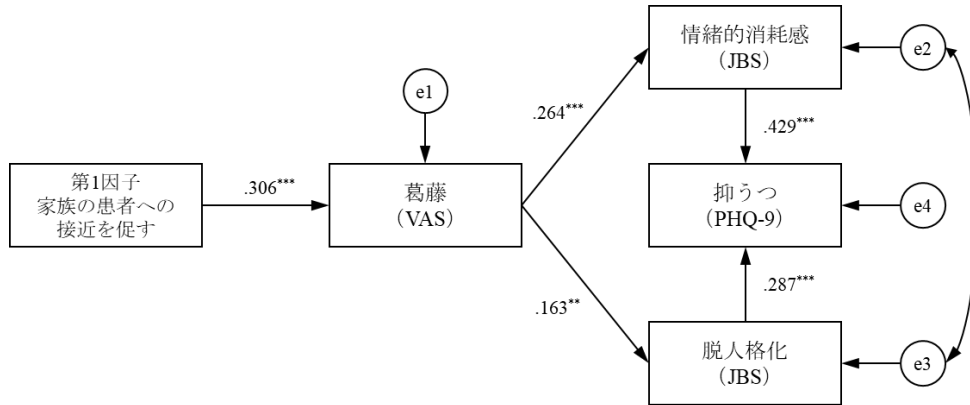 情緒的消耗感
(JBS)
e2
e1
.264***
.429***
第1因子
家族の患者への
接近を促す
.306***
葛藤
(VAS)
抑うつ
(PHQ-9)
e4
.287***
.163**
脱人格化
(JBS)
e3